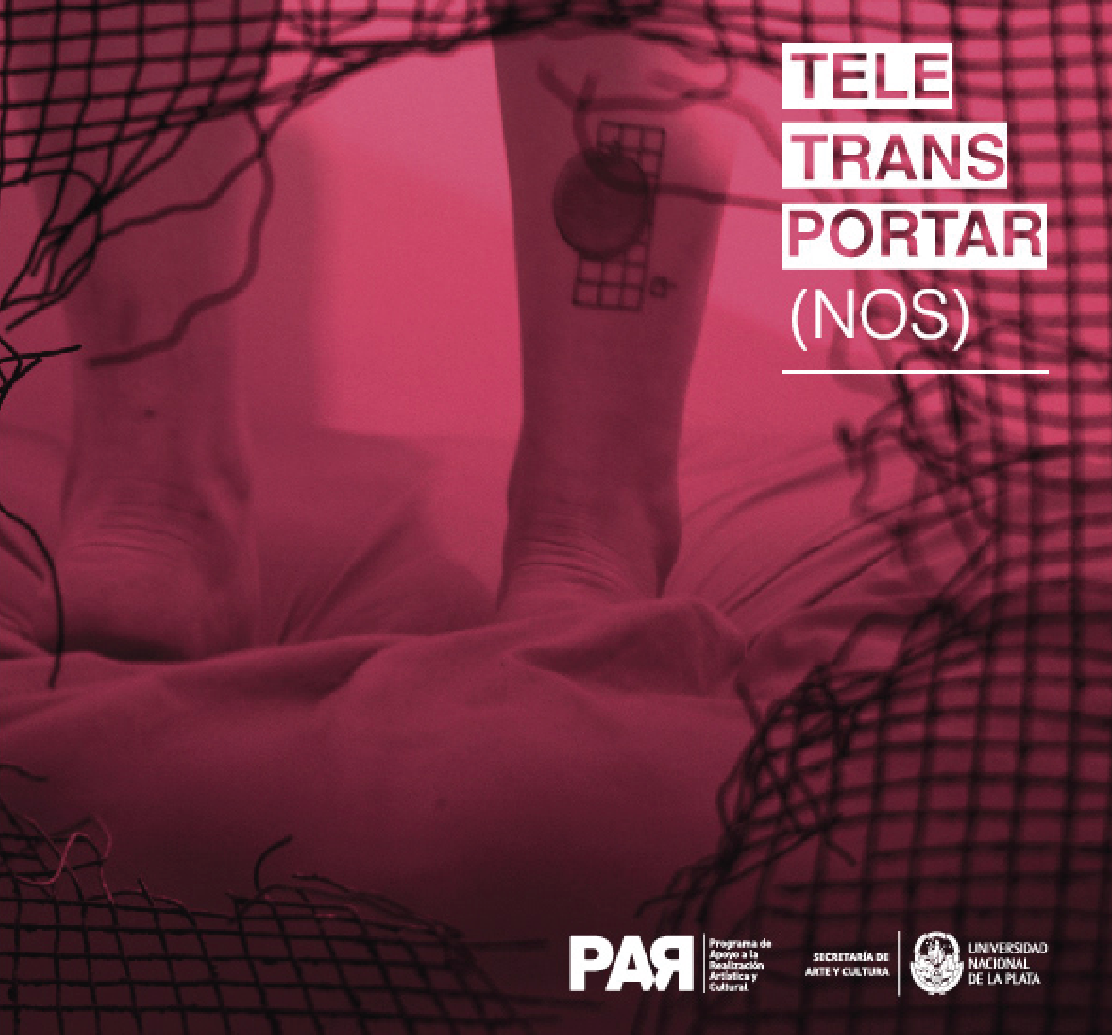 TELE
TRANS
PORTAR
(NOS)
PAR
Programa de
Apoyo a la
Realización
Artística y
Cultural
SECRETARÍA DE
ARTE Y CULTURA
UNIVERSIDAD
NACIONAL
DE LA PLATA